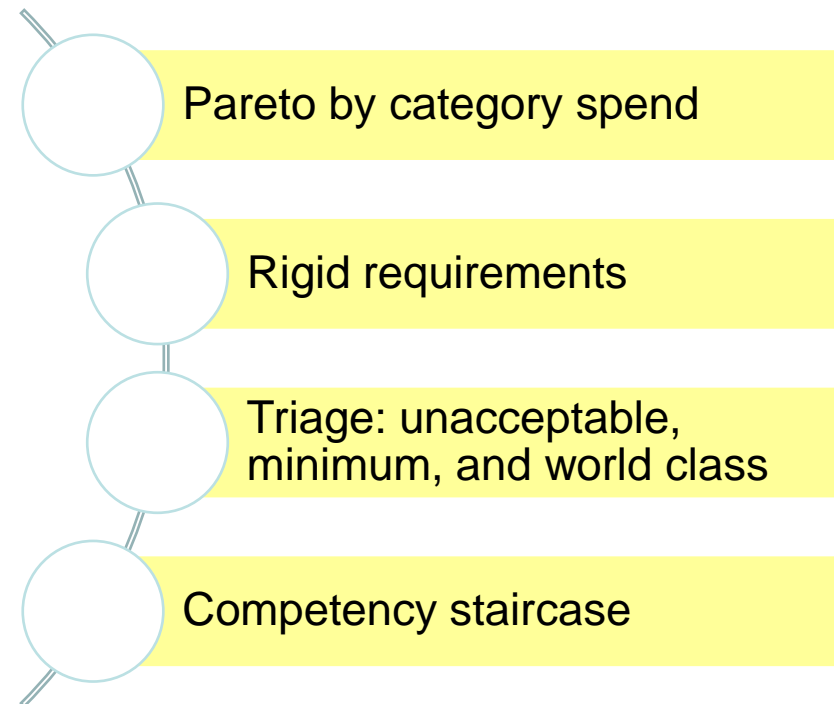 Pareto by category spend
Rigid requirements
Triage: unacceptable,
minimum, and world class
Competency staircase